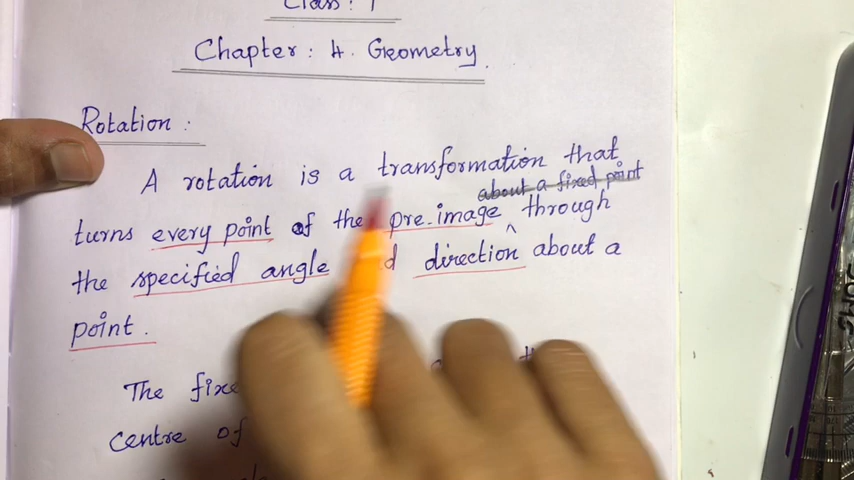 Chapter : 4. Geometry.
Rotation :
A rotation is a transformation that
about a fixed point
turns every point of the pre-image through
the specified angle direction about a
point.
The
centre of